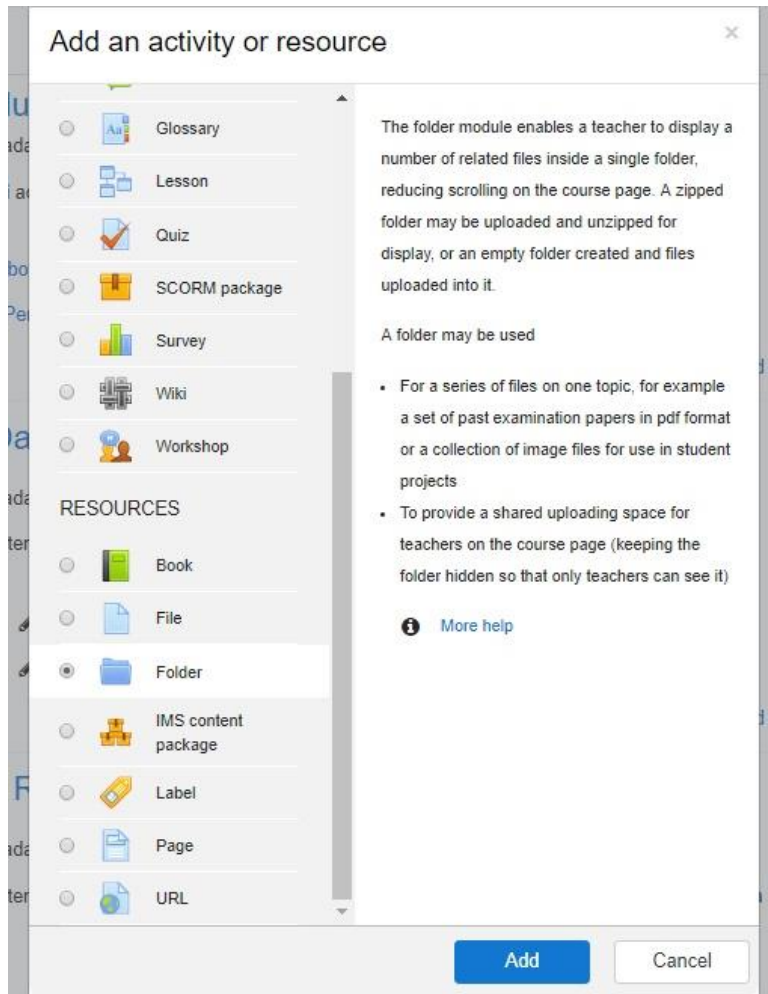 Add an activity or resource
×
Glossary
Lesson
Quiz
SCORM package
Survey
Wiki
Workshop
RESOURCES
Book
File
Folder
IMS content
package
Label
Page
URL
The folder module enables a teacher to display a
number of related files inside a single folder,
reducing scrolling on the course page. A zipped
folder may be uploaded and unzipped for
display, or an empty folder created and files
uploaded into it.
A folder may be used
• For a series of files on one topic, for example
a set of past examination papers in pdf format
or a collection of image files for use in student
projects
• To provide a shared uploading space for
teachers on the course page (keeping the
folder hidden so that only teachers can see it)
More help
Add
Cancel